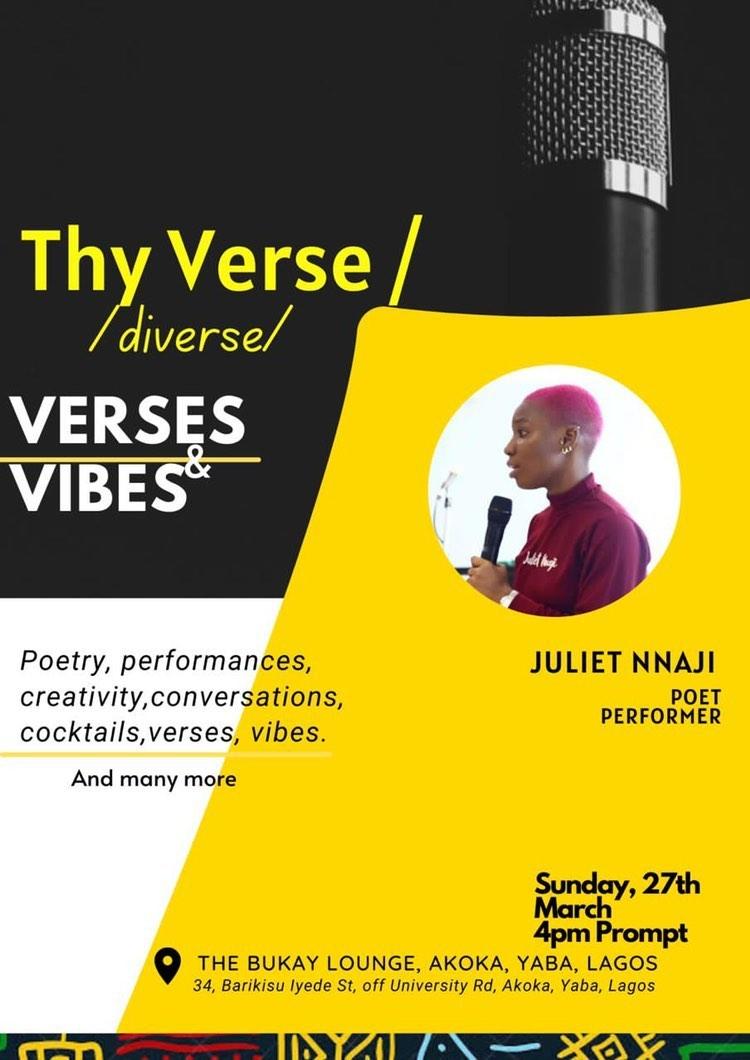 Thy Verse /
/diverse/
VERSES
&
VIBES
Poetry, performances,
creativity,conversations,
cocktails,verses, vibes.
And many more
Juliet Nnaji
JULIET NNAJI
POET
PERFORMER
Sunday, 27th
March
4pm Prompt
THE BUKAY LOUNGE, AKOKA, YABA, LAGOS
34, Barikisu Iyede St, off University Rd, Akoka, Yaba, Lagos